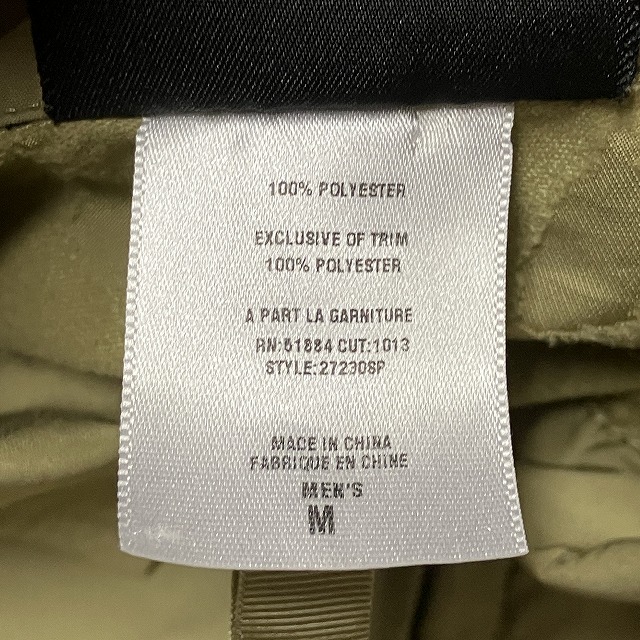 100% POLYESTER
EXCLUSIVE OF TRIM
100% POLYESTER
A PART LA GARNITURE
RN:51884 CUT:1013
STYLE:27230SP
MADE IN CHINA
FABRIQUE EN CHINE
MEN'S
M